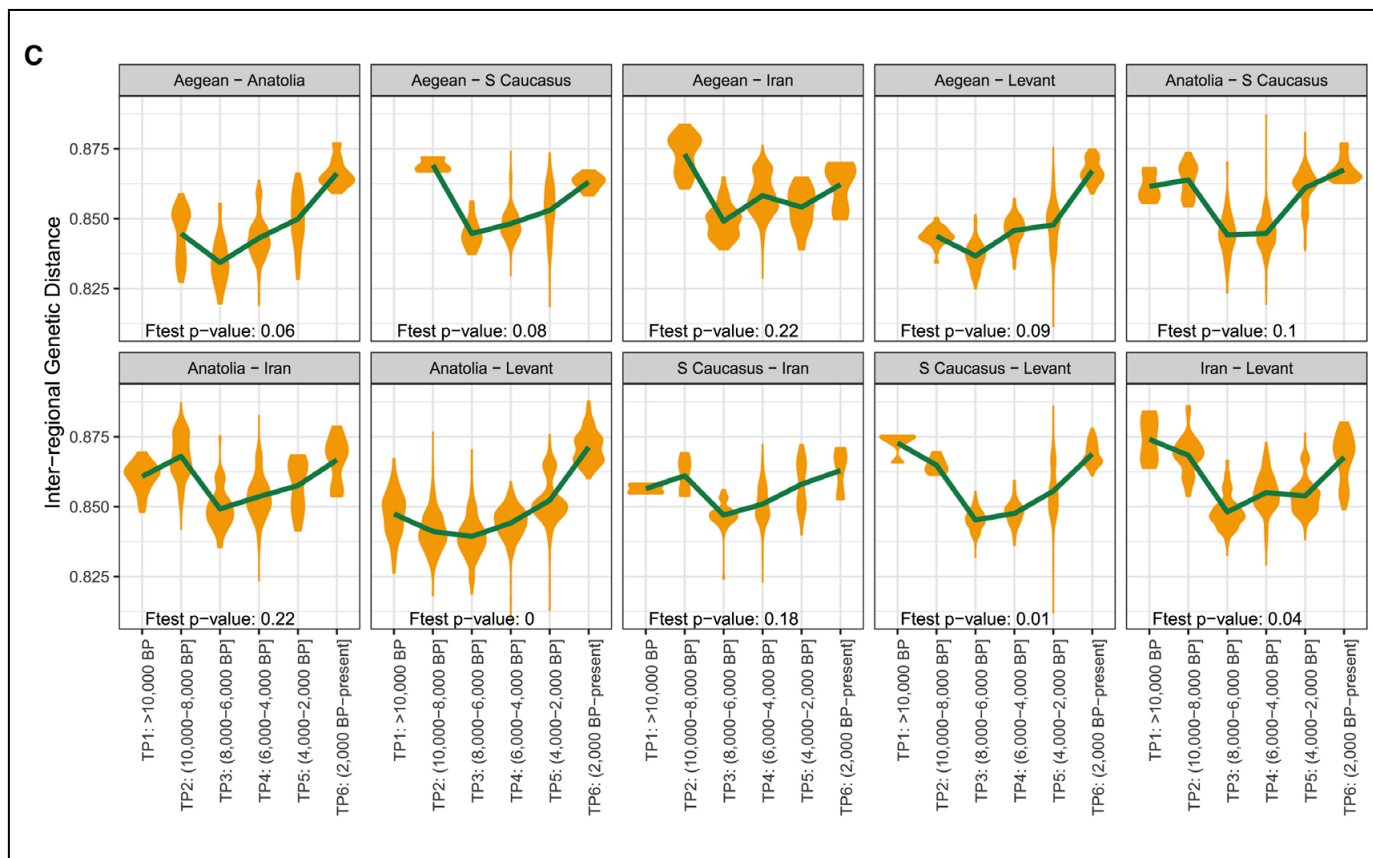 C
Aegean − Anatolia
Aegean − S Caucasus
Aegean − Iran
Aegean − Levant
Anatolia − S Caucasus
Inter-regional Genetic Distance
0.875
0.850
0.825
Ftest p−value: 0.06
Ftest p−value: 0.08
Ftest p−value: 0.22
Ftest p−value: 0.09
Ftest p−value: 0.1
Anatolia − Iran
Anatolia − Levant
S Caucasus − Iran
S Caucasus − Levant
Iran − Levant
0.875
0.850
0.825
Ftest p−value: 0.22
Ftest p−value: 0
Ftest p−value: 0.18
Ftest p−value: 0.01
Ftest p−value: 0.04
TP1: >10,000 BP
TP2: (10,000−8,000 BP]
TP3: (8,000−6,000 BP]
TP4: (6,000−4,000 BP]
TP5: (4,000−2,000 BP]
TP6: (2,000 BP−present]
TP1: >10,000 BP
TP2: (10,000−8,000 BP]
TP3: (8,000−6,000 BP]
TP4: (6,000−4,000 BP]
TP5: (4,000−2,000 BP]
TP6: (2,000 BP−present]
TP1: >10,000 BP
TP2: (10,000−8,000 BP]
TP3: (8,000−6,000 BP]
TP4: (6,000−4,000 BP]
TP5: (4,000−2,000 BP]
TP6: (2,000 BP−present]
TP1: >10,000 BP
TP2: (10,000−8,000 BP]
TP3: (8,000−6,000 BP]
TP4: (6,000−4,000 BP]
TP5: (4,000−2,000 BP]
TP6: (2,000 BP−present]
TP1: >10,000 BP
TP2: (10,000−8,000 BP]
TP3: (8,000−6,000 BP]
TP4: (6,000−4,000 BP]
TP5: (4,000−2,000 BP]
TP6: (2,000 BP−present]